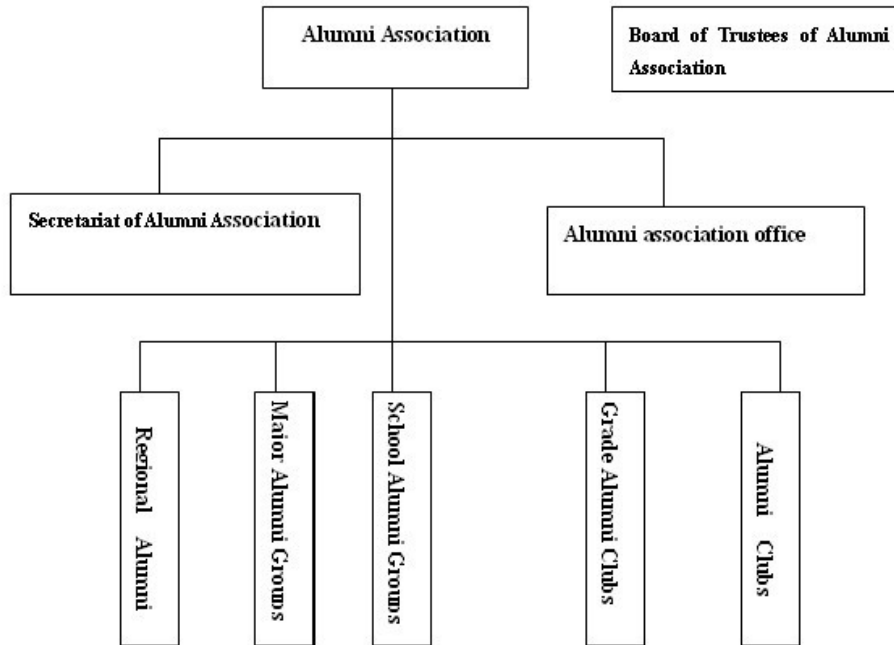 Alumni Association
Board of Trustees of Alumni
Association
Secretariat of Alumni Association
Alumni association office
Regional Alumni
Major Alumni Groups
School Alumni Groups
Grade Alumni Clubs
Alumni Clubs